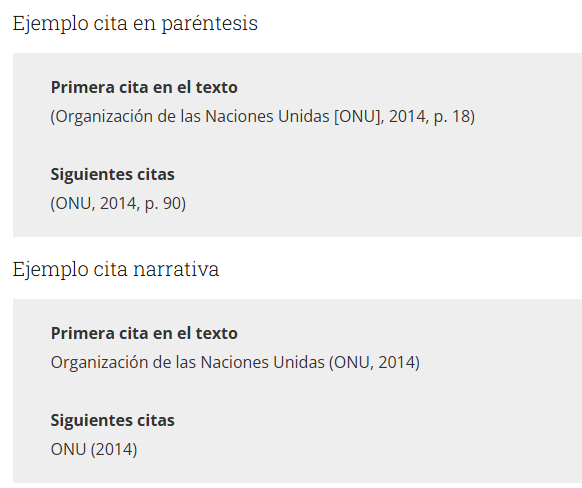 Ejemplo cita en paréntesis
Primera cita en el texto
(Organización de las Naciones Unidas [ONU], 2014, p. 18)
Siguientes citas
(ONU, 2014, p. 90)
Ejemplo cita narrativa
Primera cita en el texto
Organización de las Naciones Unidas (ONU, 2014)
Siguientes citas
ONU (2014)